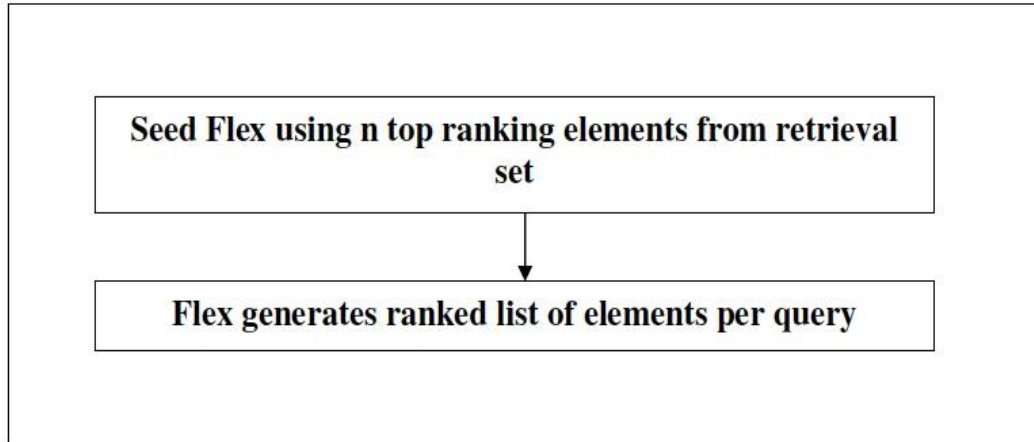 Seed Flex using n top ranking elements from retrieval
set
Flex generates ranked list of elements per query